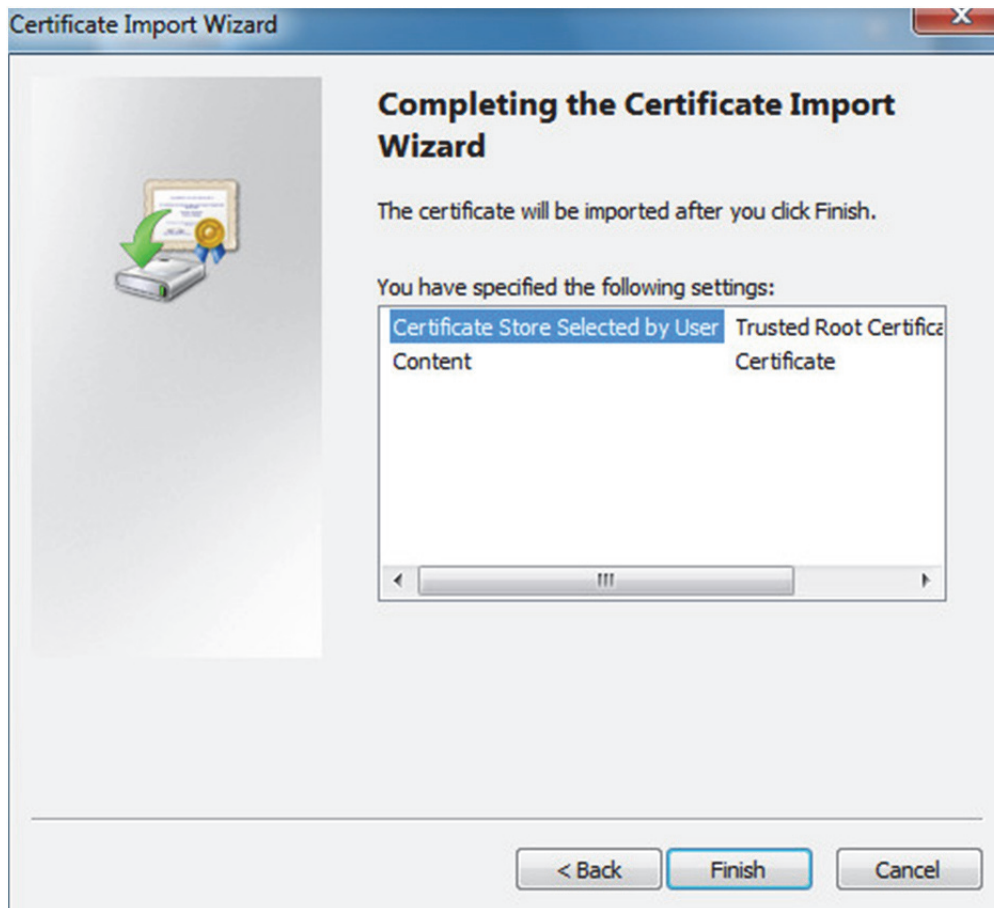 Certificate Import Wizard
Completing the Certificate Import
Wizard
The certificate will be imported after you click Finish.
You have specified the following settings:
Certificate Store Selected by User Trusted Root Certifica
Content Certificate
< Back Finish Cancel